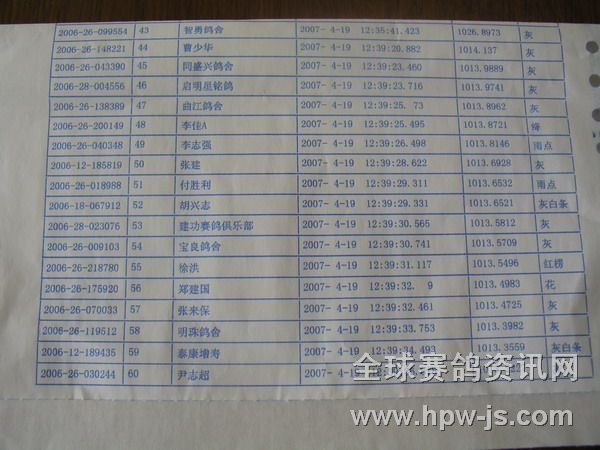 2006-26-099554 43 智勇鸽舍 2007- 4-19 12:35:41.423 1026.8973 灰
2006-26-148221 44 曹少华 2007- 4-19 12:39:20.882 1014.137 灰
2006-26-043390 45 同盛兴鸽舍 2007- 4-19 12:39:23.460 1013.9889 灰
2006-28-004556 46 启明星铭鸽 2007- 4-19 12:39:23.716 1013.9741 灰
2006-26-138389 47 曲江鸽舍 2007- 4-19 12:39:25. 73 1013.8962 灰
2006-26-200149 48 李佳A 2007- 4-19 12:39:25.495 1013.8721 绛
2006-26-040348 49 李志强 2007- 4-19 12:39:26.498 1013.8146 雨点
2006-12-185819 50 张建 2007- 4-19 12:39:28.622 1013.6928 灰
2006-26-018988 51 付胜利 2007- 4-19 12:39:29.311 1013.6532 雨点
2006-18-067912 52 胡兴志 2007- 4-19 12:39:29.331 1013.6521 灰白条
2006-28-023076 53 建功赛鸽俱乐部 2007- 4-19 12:39:30.565 1013.5812 灰
2006-26-009103 54 宝良鸽舍 2007- 4-19 12:39:30.741 1013.5709 灰
2006-26-218780 55 徐洪 2007- 4-19 12:39:31.117 1013.5496 红楞
2006-26-175920 56 郑建国 2007- 4-19 12:39:32. 9 1013.4983 花
2006-26-070033 57 张来保 2007- 4-19 12:39:32.461 1013.4725 灰
2006-26-119512 58 明珠鸽舍 2007- 4-19 12:39:33.753 1013.3982 灰
2006-12-189435 59 泰康增寿 2007- 4-19 12:39:34.493 1013.3559 灰白条
2006-26-030244 60 尹志超 2007- 4-19
全球赛鸽资讯网
www.hpw-js.com